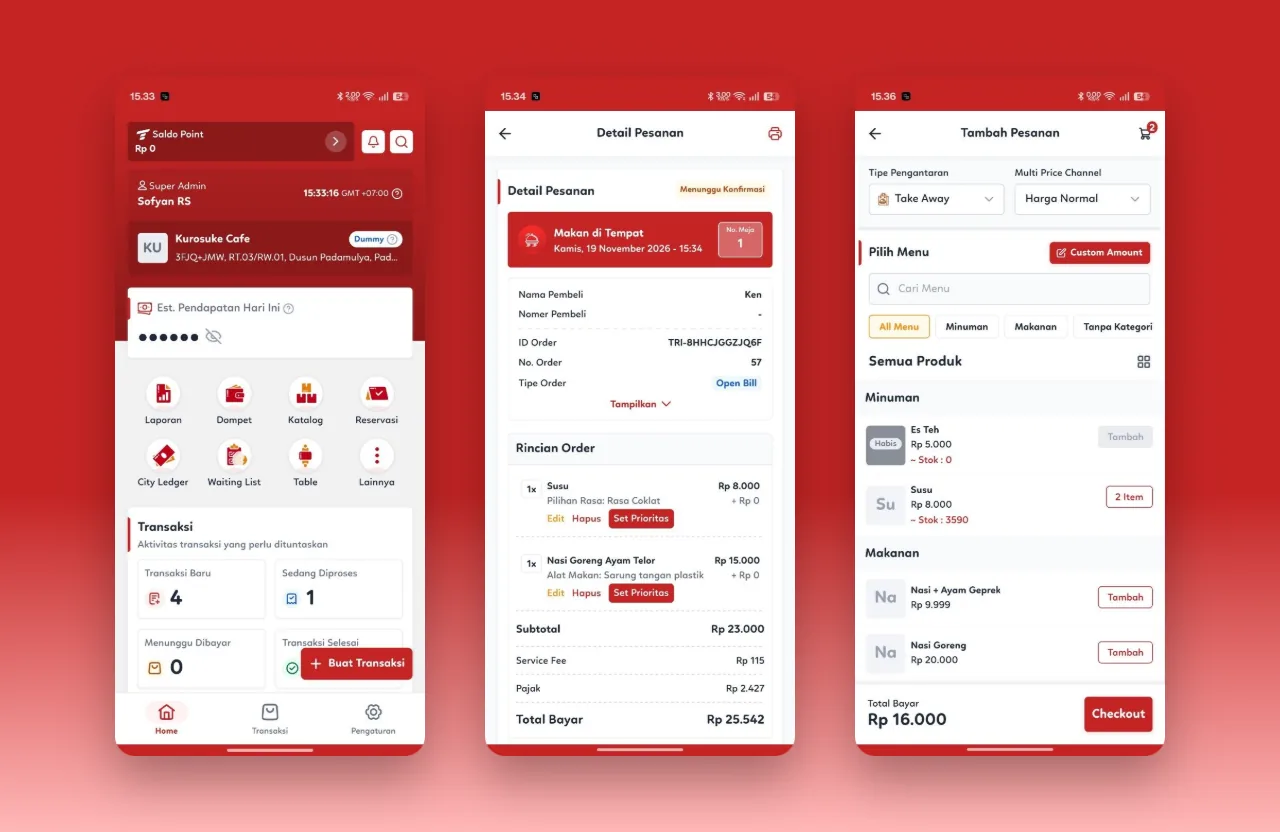 15.33
Saldo Point
Rp 0
Super Admin
Sofyan RS
15:33:16 GMT +07:00
KU
Kurosuke Cafe
Dummy
3FJQ+JMW, RT.03/RW.01, Dusun Padamulya, Pad...
Est. Pendapatan Hari Ini
Laporan
Dompet
Katalog
Reservasi
City Ledger
Waiting List
Table
Lainnya
Transaksi
Aktivitas transaksi yang perlu dituntaskan
Transaksi Baru
4
Sedang Diproses
1
Menunggu Dibayar
0
Transaksi Selesai
+ Buat Transaksi
Home
Transaksi
Pengaturan
15.34
Detail Pesanan
Detail Pesanan
Menunggu Konfirmasi
Makan di Tempat
Kamis, 19 November 2026 - 15:34
No. Meja
1
Nama Pembeli
Ken
Nomer Pembeli
-
ID Order
TRI-8HHCJGGZJQ6F
No. Order
57
Tipe Order
Open Bill
Tampilkan
Rincian Order
1x
Susu
Rp 8.000
Pilihan Rasa: Rasa Coklat
+ Rp 0
Edit Hapus Set Prioritas
1x
Nasi Goreng Ayam Telor
Rp 15.000
Alat Makan: Sarung tangan plastik
+ Rp 0
Edit Hapus Set Prioritas
Subtotal
Rp 23.000
Service Fee
Rp 115
Pajak
Rp 2.427
Total Bayar
Rp 25.542
15.36
Tambah Pesanan
2
Tipe Pengantaran
Take Away
Multi Price Channel
Harga Normal
Pilih Menu
Custom Amount
Cari Menu
All Menu
Minuman
Makanan
Tanpa Kategori
Semua Produk
Minuman
Habis
Es Teh
Rp 5.000
~ Stok : 0
Tambah
Su
Susu
Rp 8.000
~ Stok : 3590
2 Item
Makanan
Na
Nasi + Ayam Geprek
Rp 9.999
Tambah
Na
Nasi Goreng
Rp 20.000
Tambah
Total Bayar
Rp 16.000
Checkout